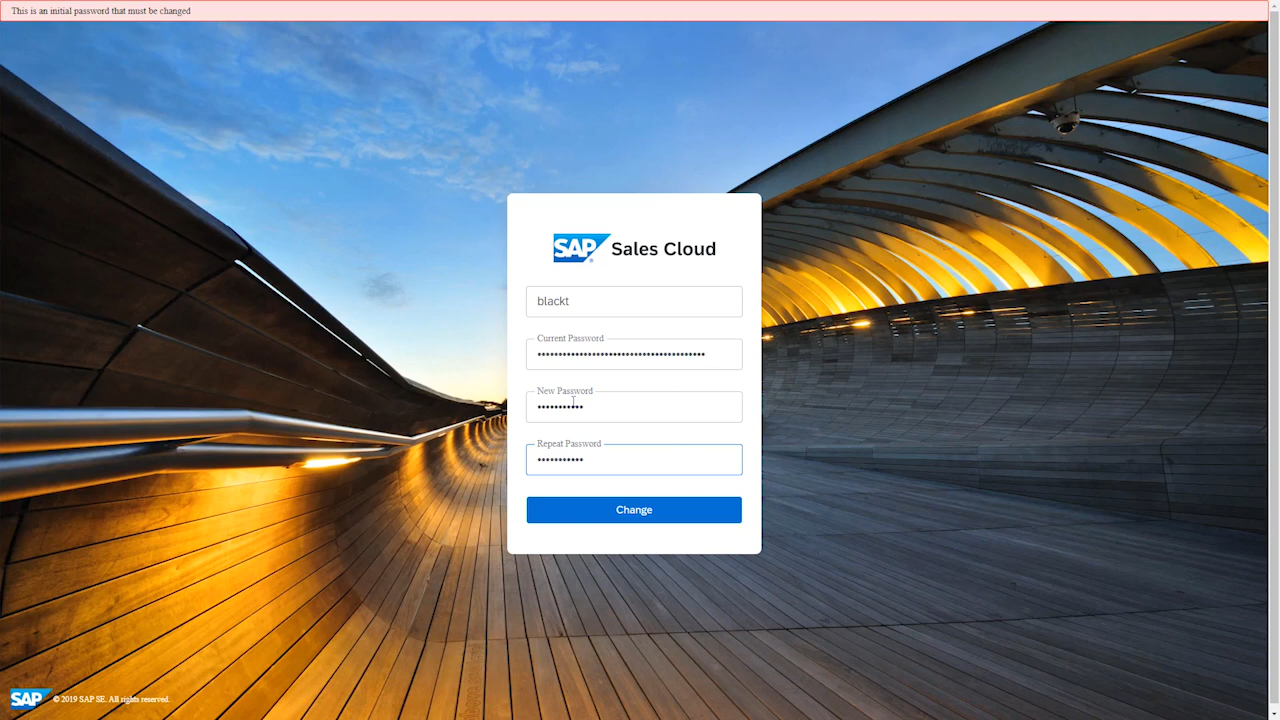 This is an initial password that must be changed
SAP Sales Cloud
blackt
Current Password
••••••••••••••••••••••••••••••••••••••••
New Password
•••••••••••
Repeat Password
•••••••••••
Change
SAP © 2019 SAP SE. All rights reserved.